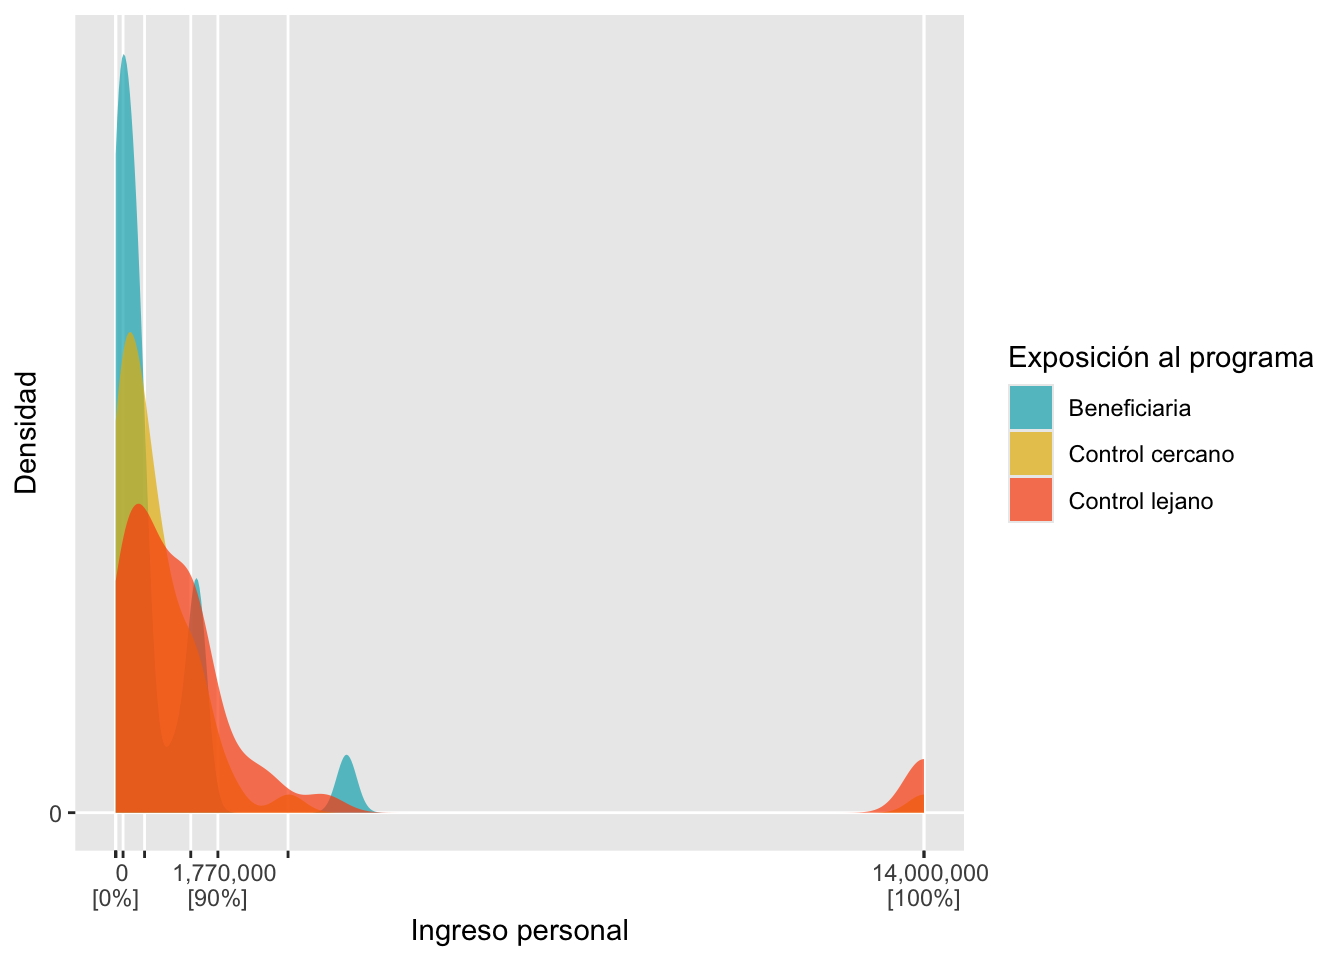 Densidad
0
0
[0%]
1,770,000
[90%]
14,000,000
[100%]
Ingreso personal
Exposición al programa
Beneficiaria
Control cercano
Control lejano